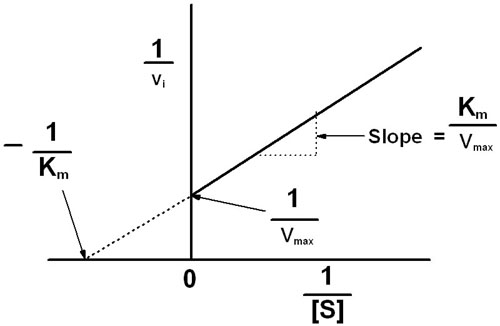 1/vᵢ
− 1/Kₘ
Slope = Kₘ/Vₘₐₓ
1/Vₘₐₓ
0
1/[S]